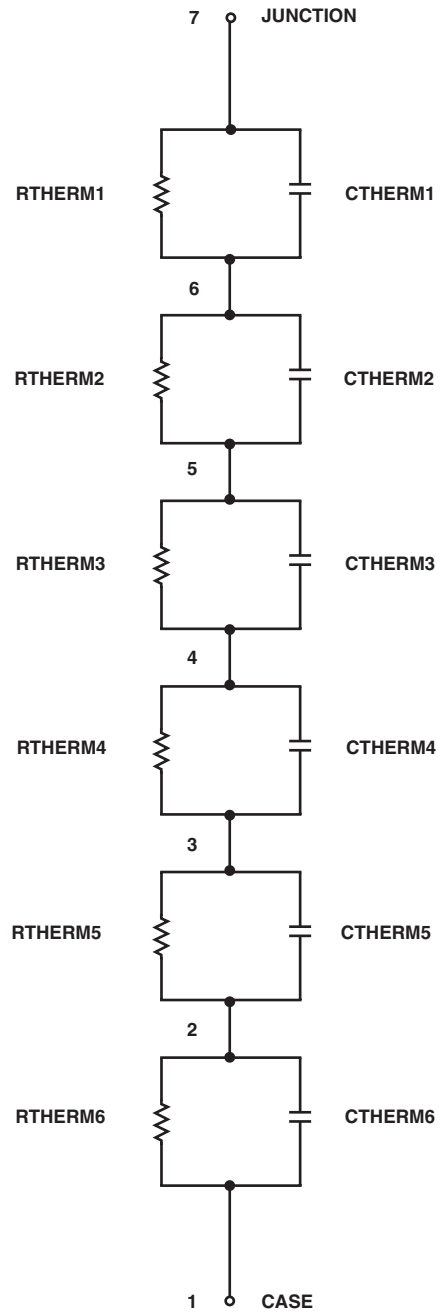 7 JUNCTION
RTHERM1 CTHERM1
6
RTHERM2 CTHERM2
5
RTHERM3 CTHERM3
4
RTHERM4 CTHERM4
3
RTHERM5 CTHERM5
2
RTHERM6 CTHERM6
1 CASE